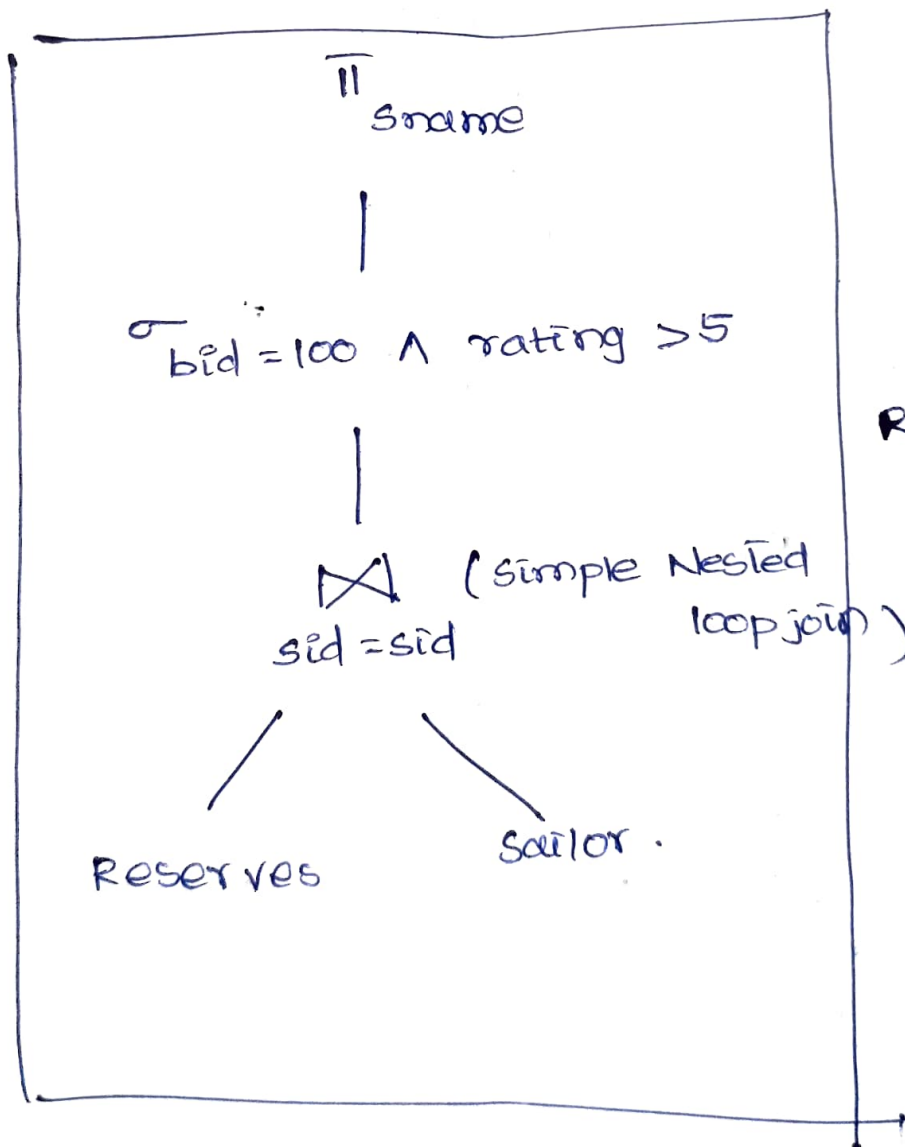 π sname
σ bid = 100 ∧ rating > 5
R
⋈ (simple Nested
loop join)
sid = sid
Reserves Sailor.